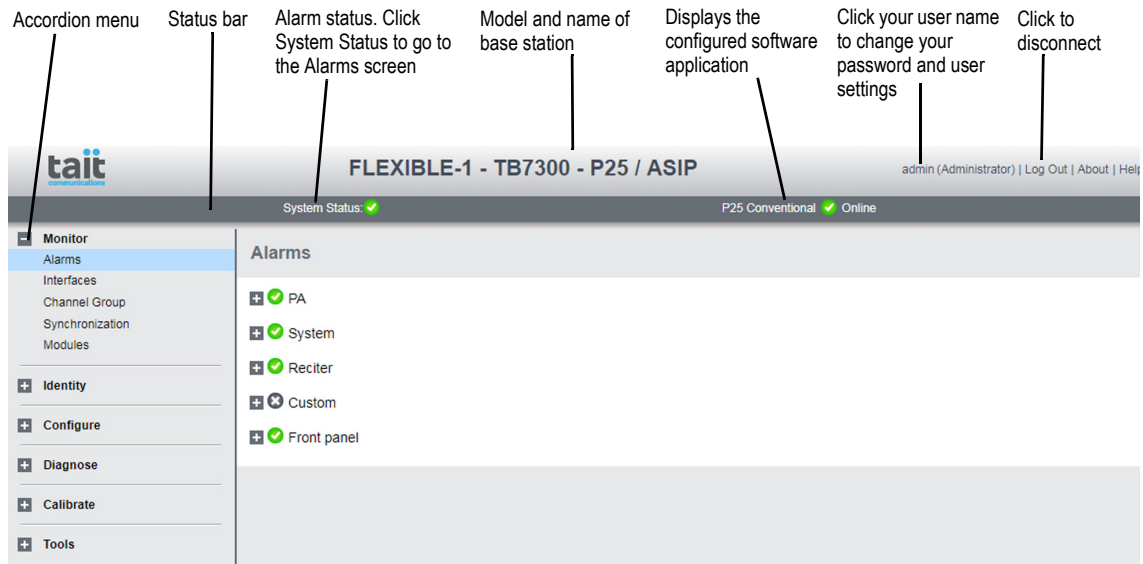 Accordion menu
Status bar
Alarm status. Click
System Status to go to
the Alarms screen
Model and name of
base station
Displays the
configured software
application
Click your user name
to change your
password and user
settings
Click to
disconnect
tait
communications
FLEXIBLE-1 - TB7300 - P25 / ASIP
admin (Administrator) | Log Out | About | Help
System Status:
P25 Conventional Online
Monitor
Alarms
Interfaces
Channel Group
Synchronization
Modules
Identity
Configure
Diagnose
Calibrate
Tools
Alarms
PA
System
Reciter
Custom
Front panel